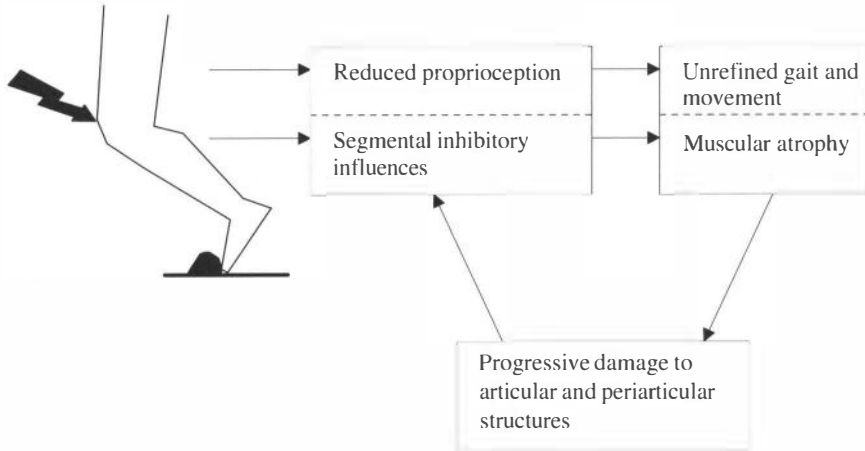 Reduced proprioception
Segmental inhibitory
influences
Unrefined gait and
movement
Muscular atrophy
Progressive damage to
articular and periarticular
structures